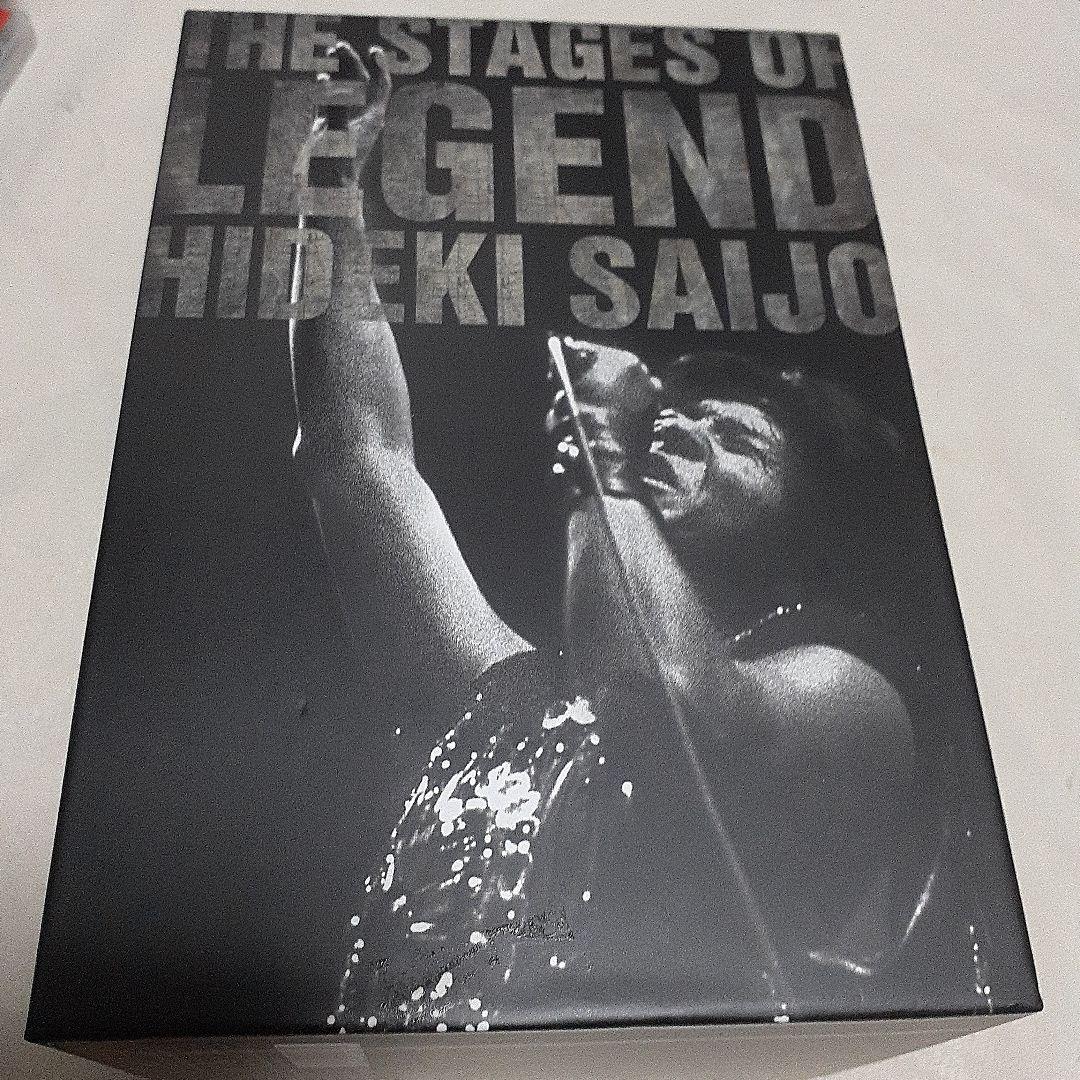 THE STAGES OF
LEGEND
HIDEKI SAIJO